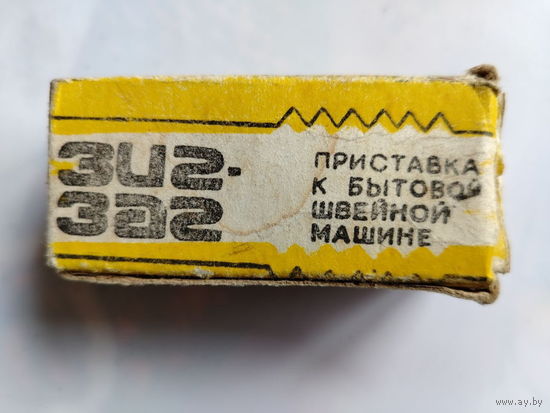 ЗИГ-
ЗАГ
ПРИСТАВКА
К БЫТОВОЙ
ШВЕЙНОЙ
МАШИНЕ
© www.ay.by